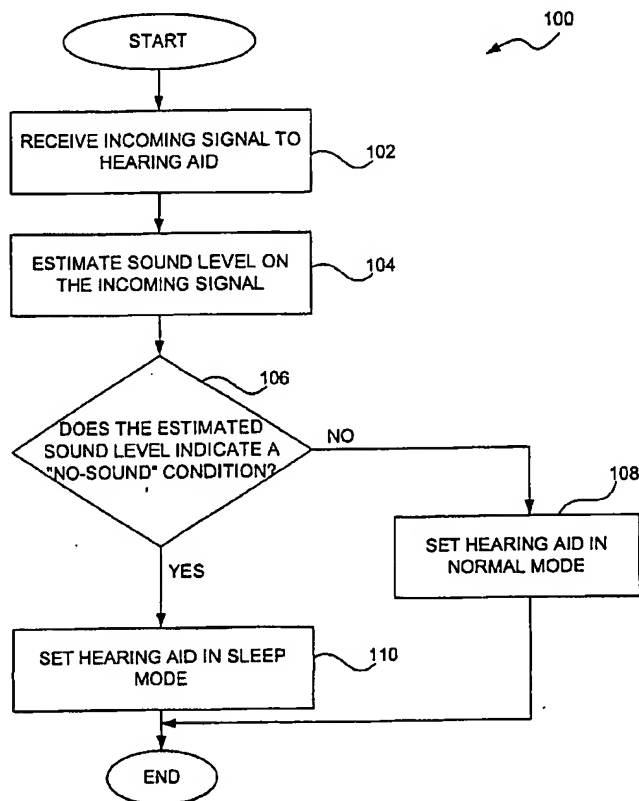 START
100
RECEIVE INCOMING SIGNAL TO
HEARING AID
102
ESTIMATE SOUND LEVEL ON
THE INCOMING SIGNAL
104
106
DOES THE ESTIMATED
SOUND LEVEL INDICATE A
"NO-SOUND" CONDITION?
NO
108
SET HEARING AID IN
NORMAL MODE
YES
SET HEARING AID IN SLEEP
MODE
110
END